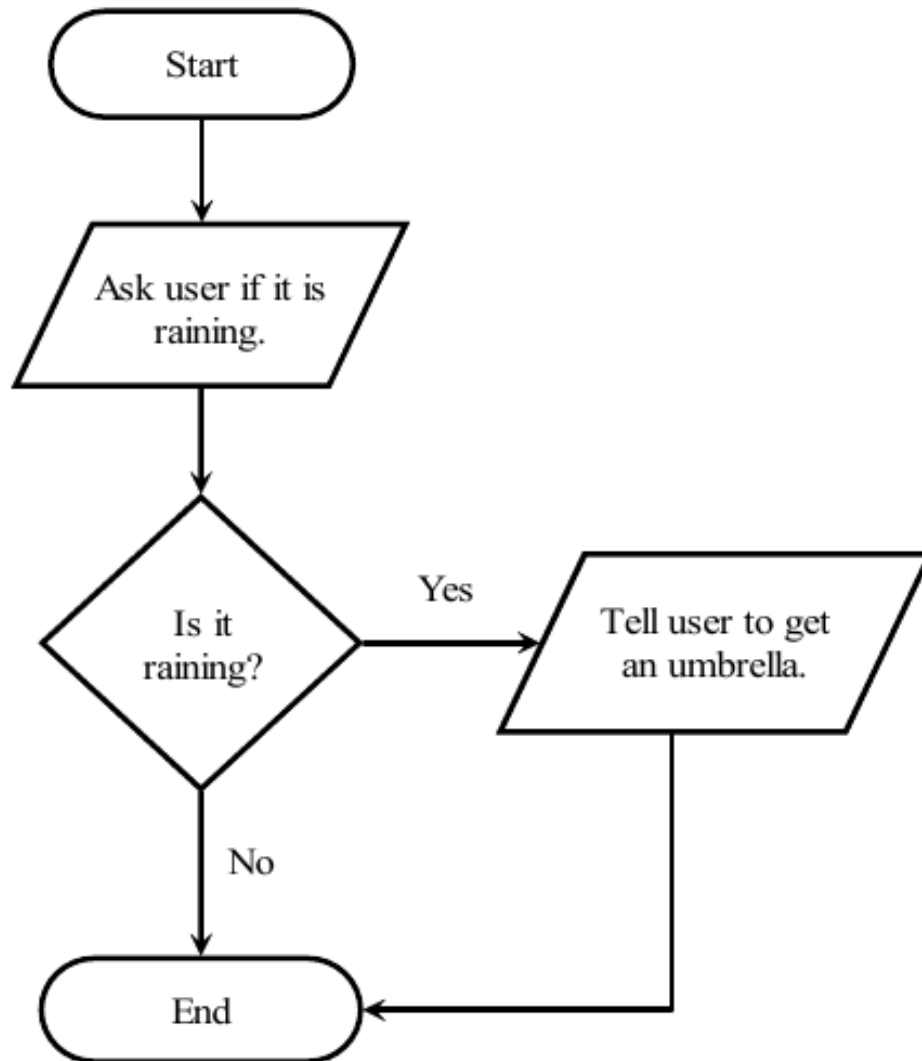 Start
Ask user if it is
raining.
Is it
raining?
Yes
Tell user to get
an umbrella.
No
End